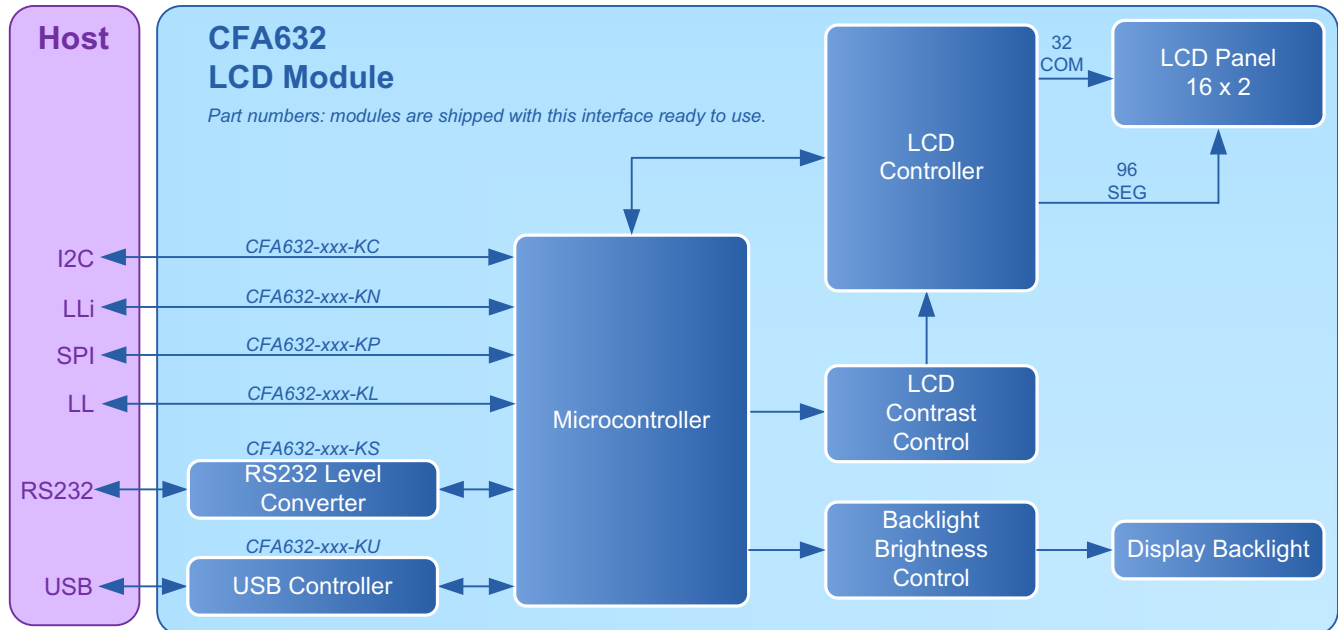 Host
CFA632
LCD Module
Part numbers: modules are shipped with this interface ready to use.
I2C
LLi
SPI
LL
RS232
USB
CFA632-xxx-KC
CFA632-xxx-KN
CFA632-xxx-KP
CFA632-xxx-KL
CFA632-xxx-KS
RS232 Level
Converter
CFA632-xxx-KU
USB Controller
Microcontroller
LCD
Controller
32
COM
LCD Panel
16 x 2
96
SEG
LCD
Contrast
Control
Backlight
Brightness
Control
Display Backlight